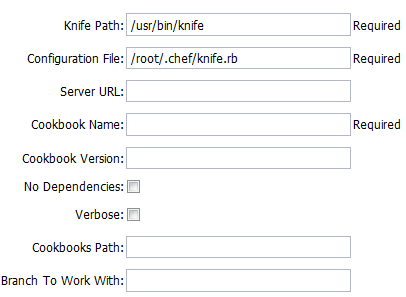 Knife Path: /usr/bin/knife Required
Configuration File: /root/.chef/knife.rb Required
Server URL:
Cookbook Name: Required
Cookbook Version:
No Dependencies:
Verbose:
Cookbooks Path:
Branch To Work With: